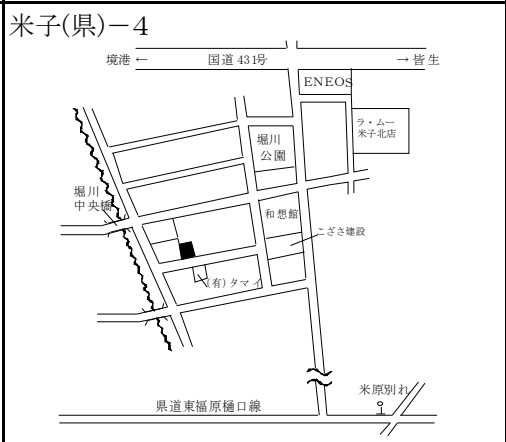 米子(県)-4
境港 ←
国道 431号
→ 皆生
ENEOS
ラ・ムー
米子北店
堀川
公園
堀川
中央橋
和想館
こざさ建設
(有)タマイ
米原別れ
県道東福原樋口線